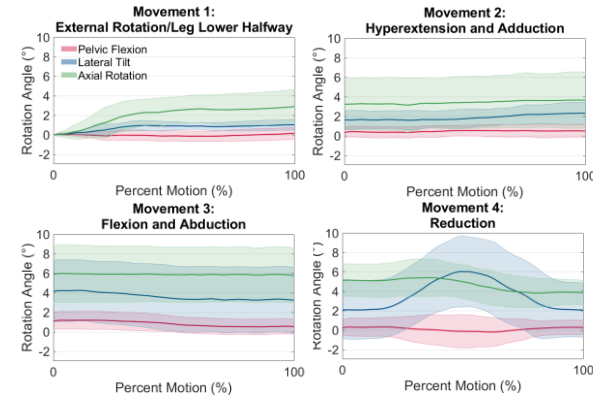 Movement 1:
External Rotation/Leg Lower Halfway
10
8
6
4
2
0
-2
Rotation Angle (°)
Pelvic Flexion
Lateral Tilt
Axial Rotation
0
100
Percent Motion (%)
Movement 2:
Hyperextension and Adduction
10
8
6
4
2
0
-2
Rotation Angle (°)
0
100
Percent Motion (%)
Movement 3:
Flexion and Abduction
10
8
6
4
2
0
-2
Rotation Angle (°)
0
100
Percent Motion (%)
Movement 4:
Reduction
10
8
6
4
2
0
-2
Rotation Angle (°)
0
100
Percent Motion (%)